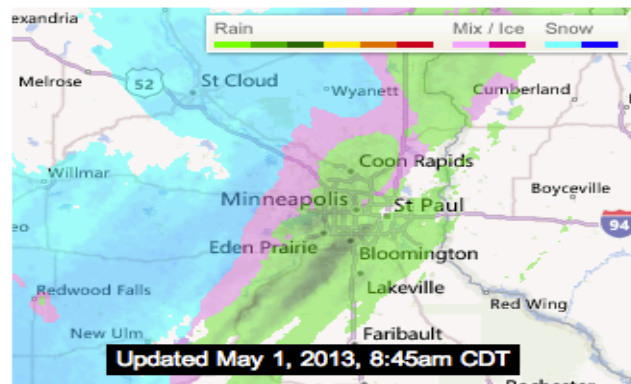 exandria
Rain Mix / Ice Snow
Melrose
52
St Cloud
Wyanett
Cumberland
Coon Rapids
Willmar
Boyceville
Minneapolis
St Paul
94
eo
Eden Prairie
Bloomington
Redwood Falls
Lakeville
Red Wing
New Ulm
Faribault
Updated May 1, 2013, 8:45am CDT